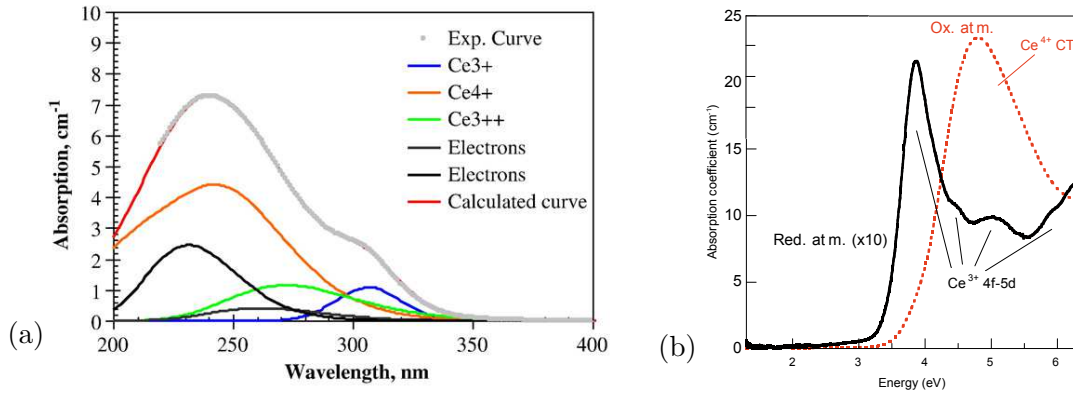 10
9
8
7
6
5
4
3
2
1
0
Absorption, cm-1
200
250
300
350
400
Wavelength, nm
Exp. Curve
Ce3+
Ce4+
Ce3++
Electrons
Electrons
Calculated curve
(a)
25
20
15
10
5
0
Absorption coefficient (cm-1)
2
3
4
5
6
Energy (eV)
Ox. at m.
Ce4+ CT
Red. at m. (x10)
Ce3+ 4f-5d
(b)